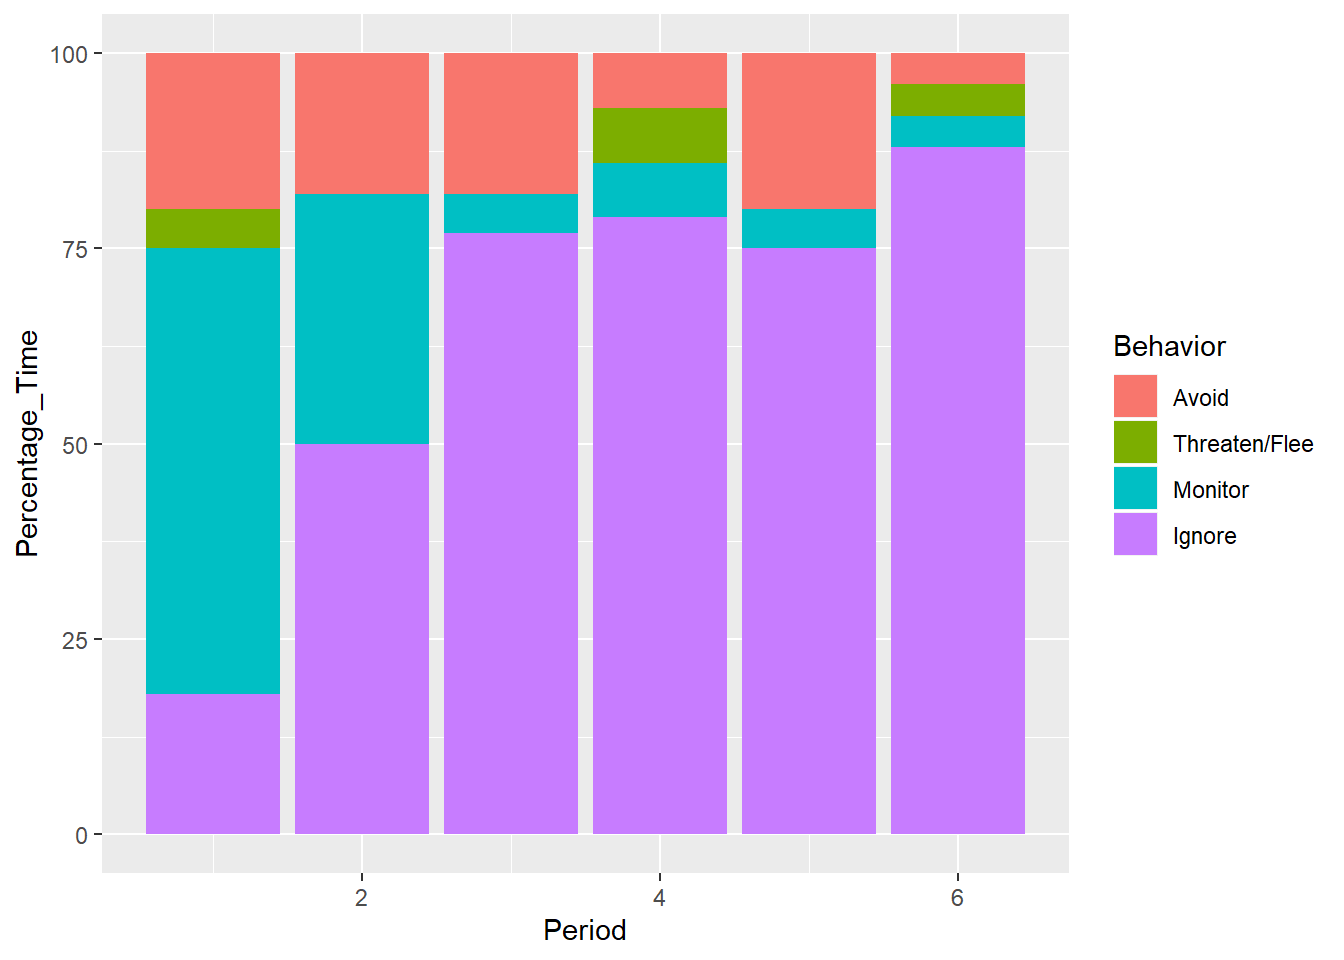 100
75
50
25
0
Percentage_Time
2
4
6
Period
Behavior
Avoid
Threaten/Flee
Monitor
Ignore